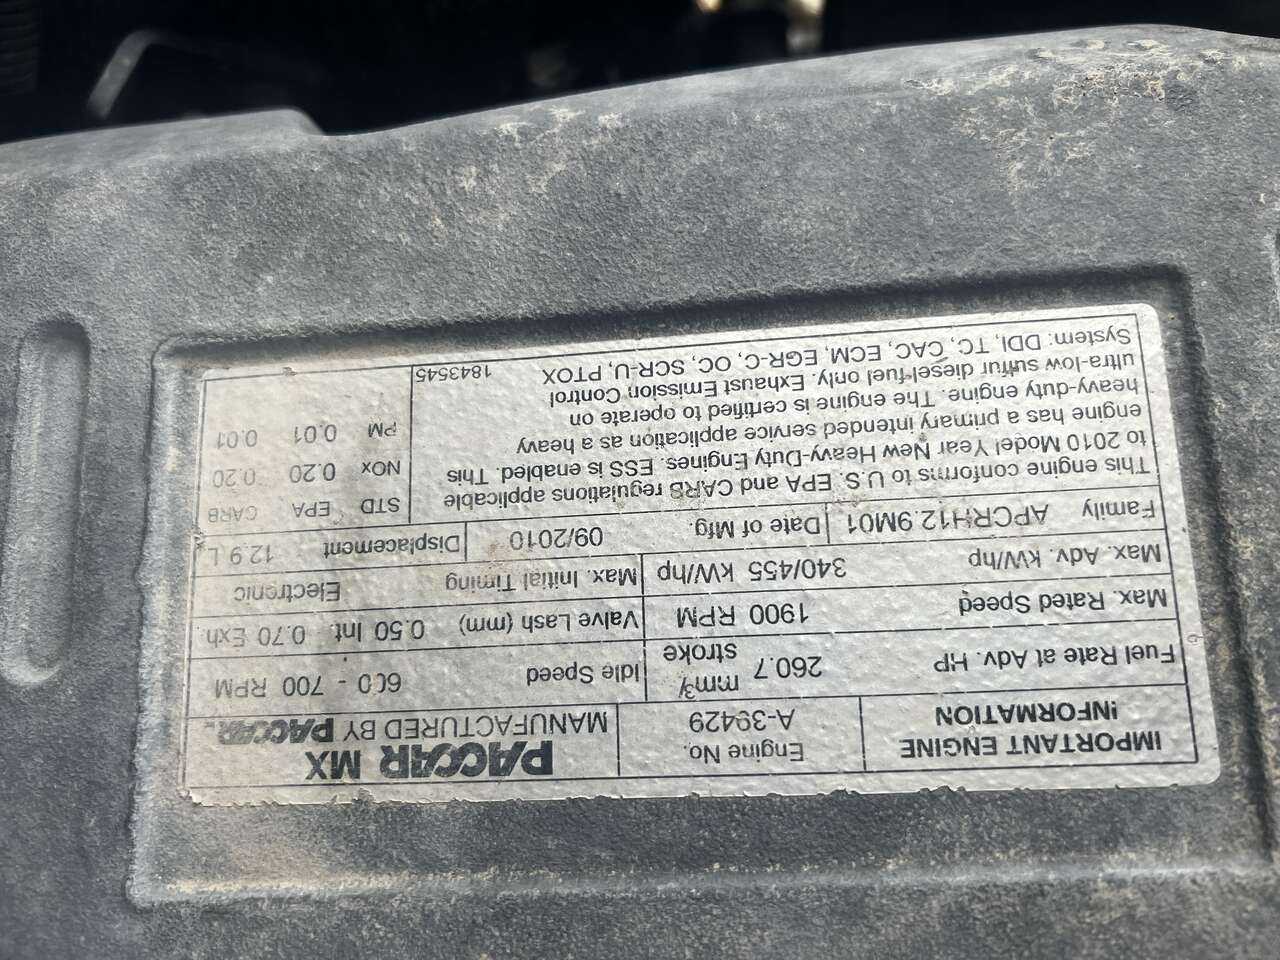 IMPORTANT ENGINE
INFORMATION
Engine No.
A-39429
PACCAR MX
MANUFACTURED BY PACCAR
Fuel Rate at Adv. HP 260.7 mm³/
stroke
Idle Speed 600 - 700 RPM
Max. Rated Speed 1900 RPM
Valve Lash (mm) 0.50 Int. 0.70 Exh.
Max. Adv. kW/hp 340/455 kW/hp
Max. Initial Timing Electronic
Family APCRH12.9M01
Date of Mfg. 09/2010
Displacement 12.9 L
This engine conforms to U.S. EPA and CARB regulations applicable
to 2010 Model Year New Heavy-Duty Engines. ESS is enabled. This
engine has a primary intended service application as a heavy
heavy-duty engine. The engine is certified to operate on
ultra-low sulfur diesel fuel only. Exhaust Emission Control
System: DDI, TC, CAC, ECM, EGR-C, OC, SCR-U, PTOX
1843545
STD EPA CARB
NOx 0.20 0.20
PM 0.01 0.01